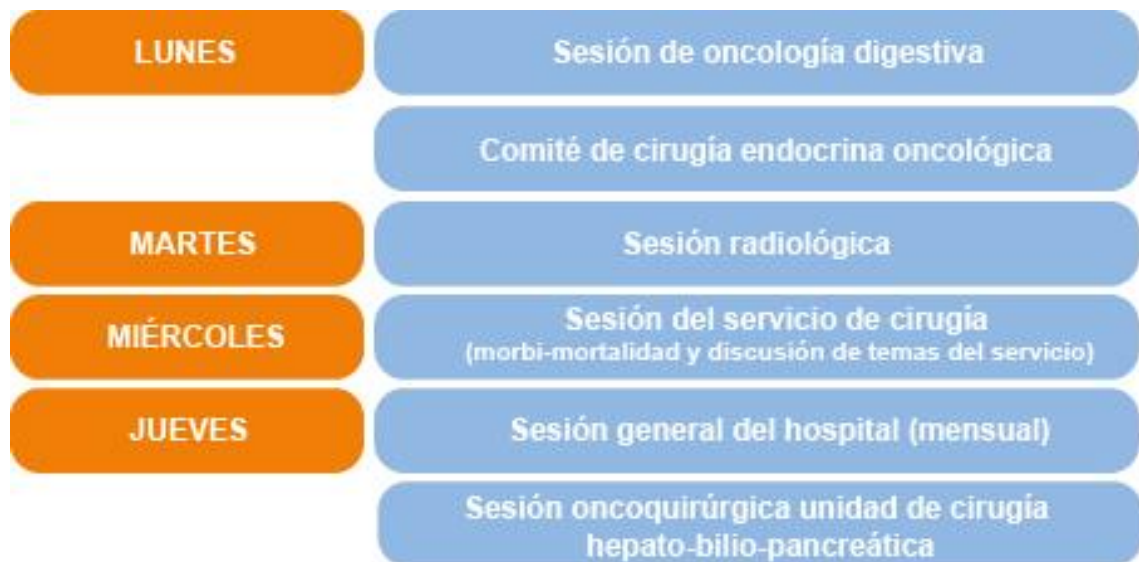 LUNES
Sesión de oncología digestiva
Comité de cirugía endocrina oncológica
MARTES
Sesión radiológica
MIÉRCOLES
Sesión del servicio de cirugía
(morbi-mortalidad y discusión de temas del servicio)
JUEVES
Sesión general del hospital (mensual)
Sesión oncoquirúrgica unidad de cirugía
hepato-bilio-pancreática